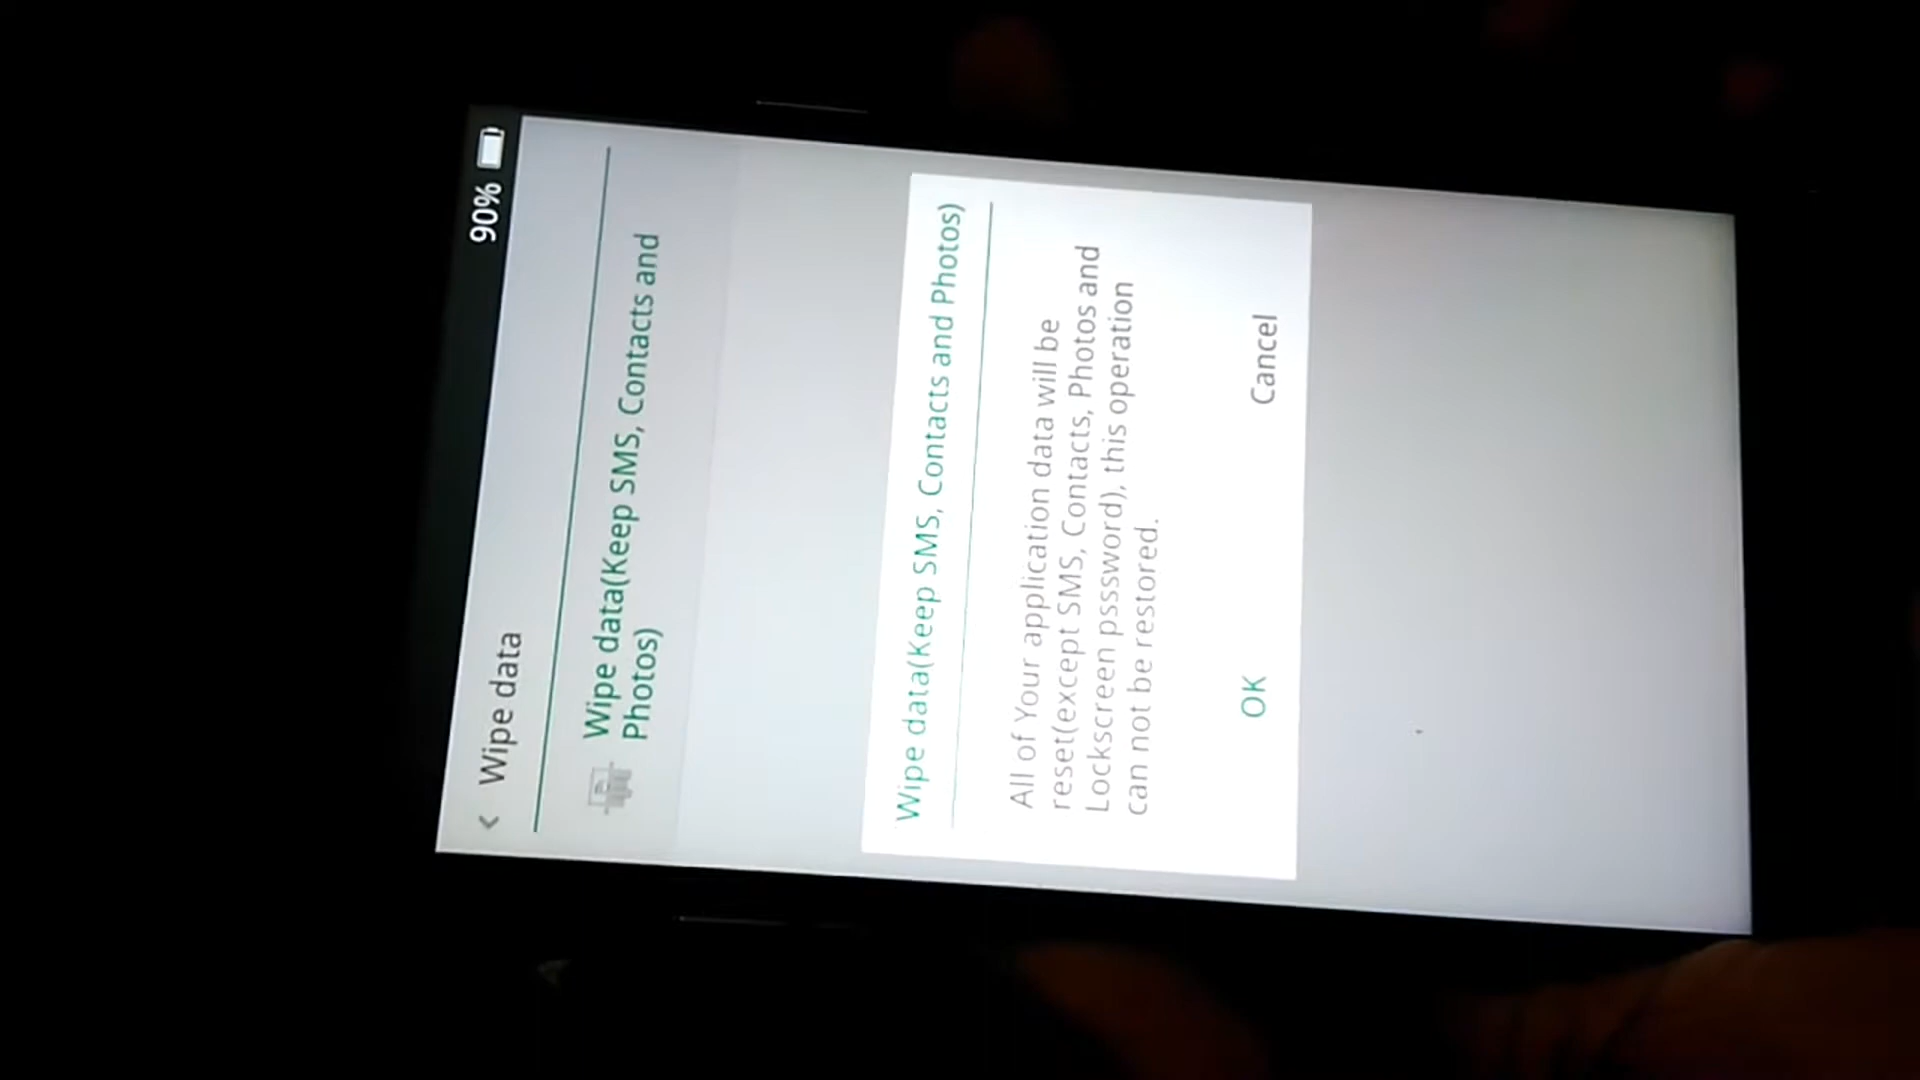 90%
Wipe data
Wipe data(Keep SMS, Contacts and
Photos)
Wipe data(Keep SMS, Contacts and Photos)
All of Your application data will be
reset(except SMS, Contacts, Photos and
Lockscreen pssswword), this operation
can not be restored.
OK
Cancel